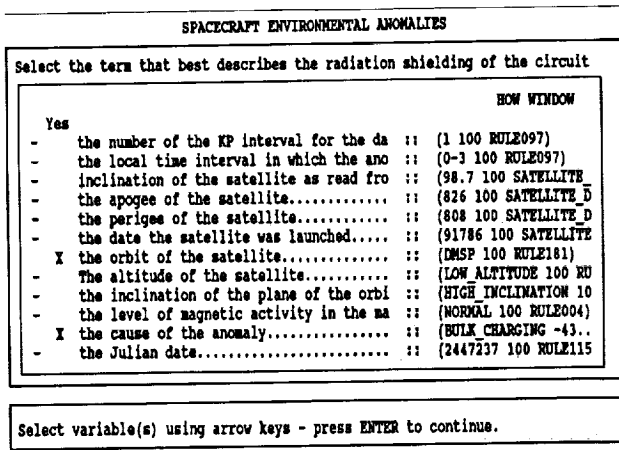 SPACECRAFT ENVIRONMENTAL ANOMALIES
Select the term that best describes the radiation shielding of the circuit
HOW WINDOW
Yes
- the number of the KP interval for the da :: (1 100 RULE097)
- the local time interval in which the ano :: (0-3 100 RULE097)
- inclination of the satellite as read fro :: (98.7 100 SATELLITE_
- the apogee of the satellite............. :: (826 100 SATELLITE_D
- the perigee of the satellite............ :: (808 100 SATELLITE_D
- the date the satellite was launched..... :: (91786 100 SATELLITE
X the orbit of the satellite.............. :: (DMSP 100 RULE181)
- The altitude of the satellite........... :: (LOW_ALTITUDE 100 RU
- the inclination of the plane of the orbi :: (HIGH_INCLINATION 10
- the level of magnetic activity in the ma :: (NORMAL 100 RULE004)
X the cause of the anomaly................ :: (BULK_CHARGING -43..
- the Julian date......................... :: (2447237 100 RULE115
Select variable(s) using arrow keys - press ENTER to continue.